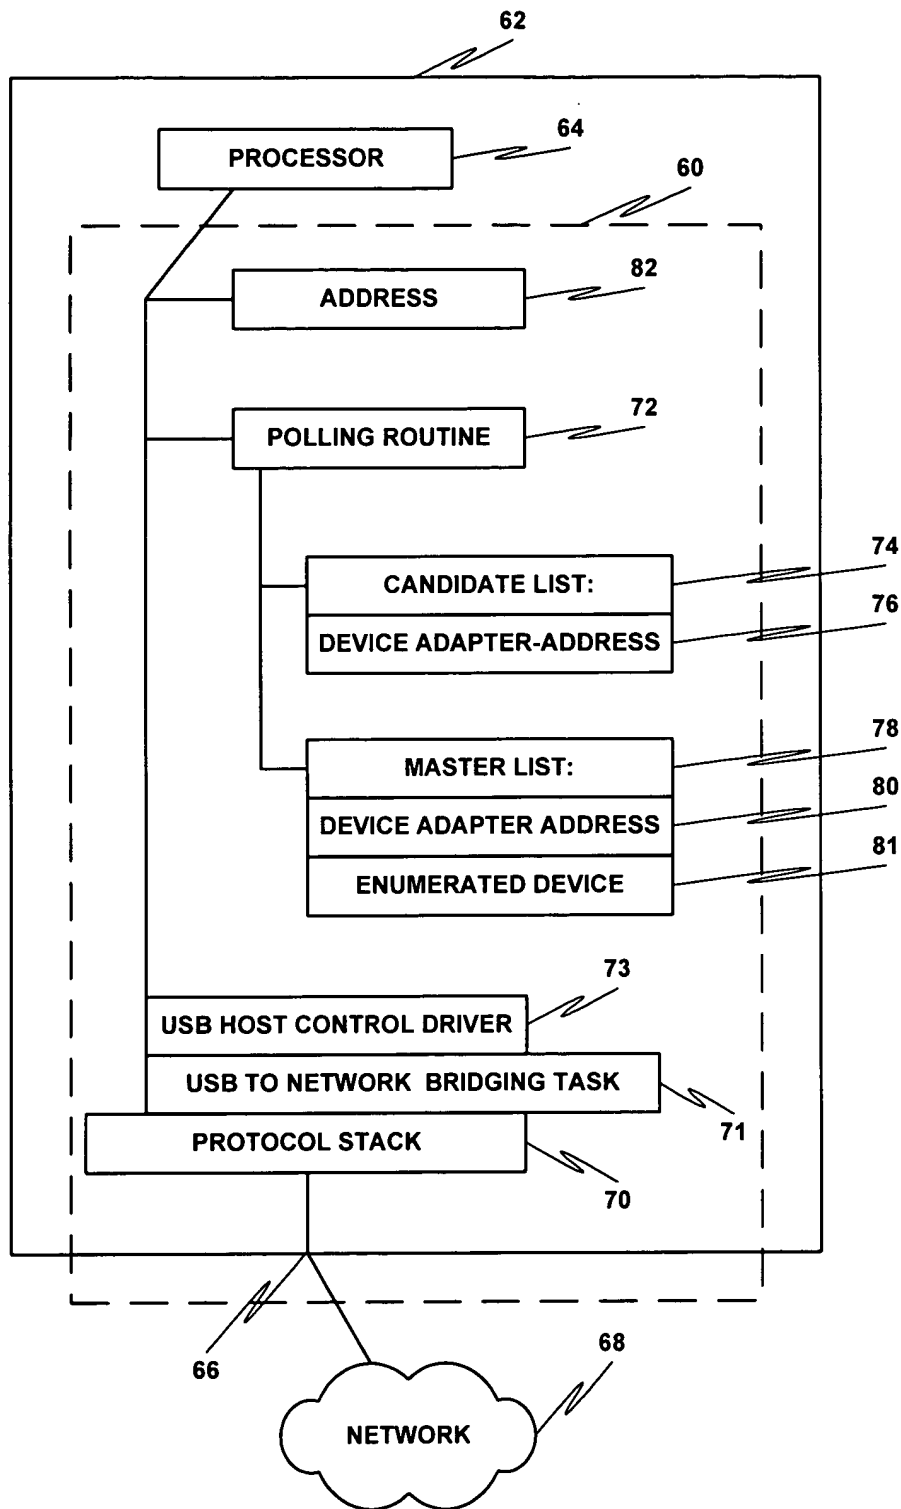 62
PROCESSOR
64
60
ADDRESS
82
POLLING ROUTINE
72
CANDIDATE LIST:
74
DEVICE ADAPTER-ADDRESS
76
MASTER LIST:
78
DEVICE ADAPTER ADDRESS
80
ENUMERATED DEVICE
81
73
USB HOST CONTROL DRIVER
USB TO NETWORK BRIDGING TASK
71
PROTOCOL STACK
70
66
68
NETWORK